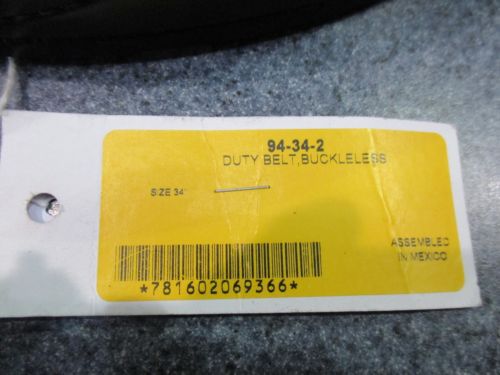 94-34-2
DUTY BELT,BUCKLELESS
SIZE 34"
ASSEMBLED
IN MEXICO
*781602069366*